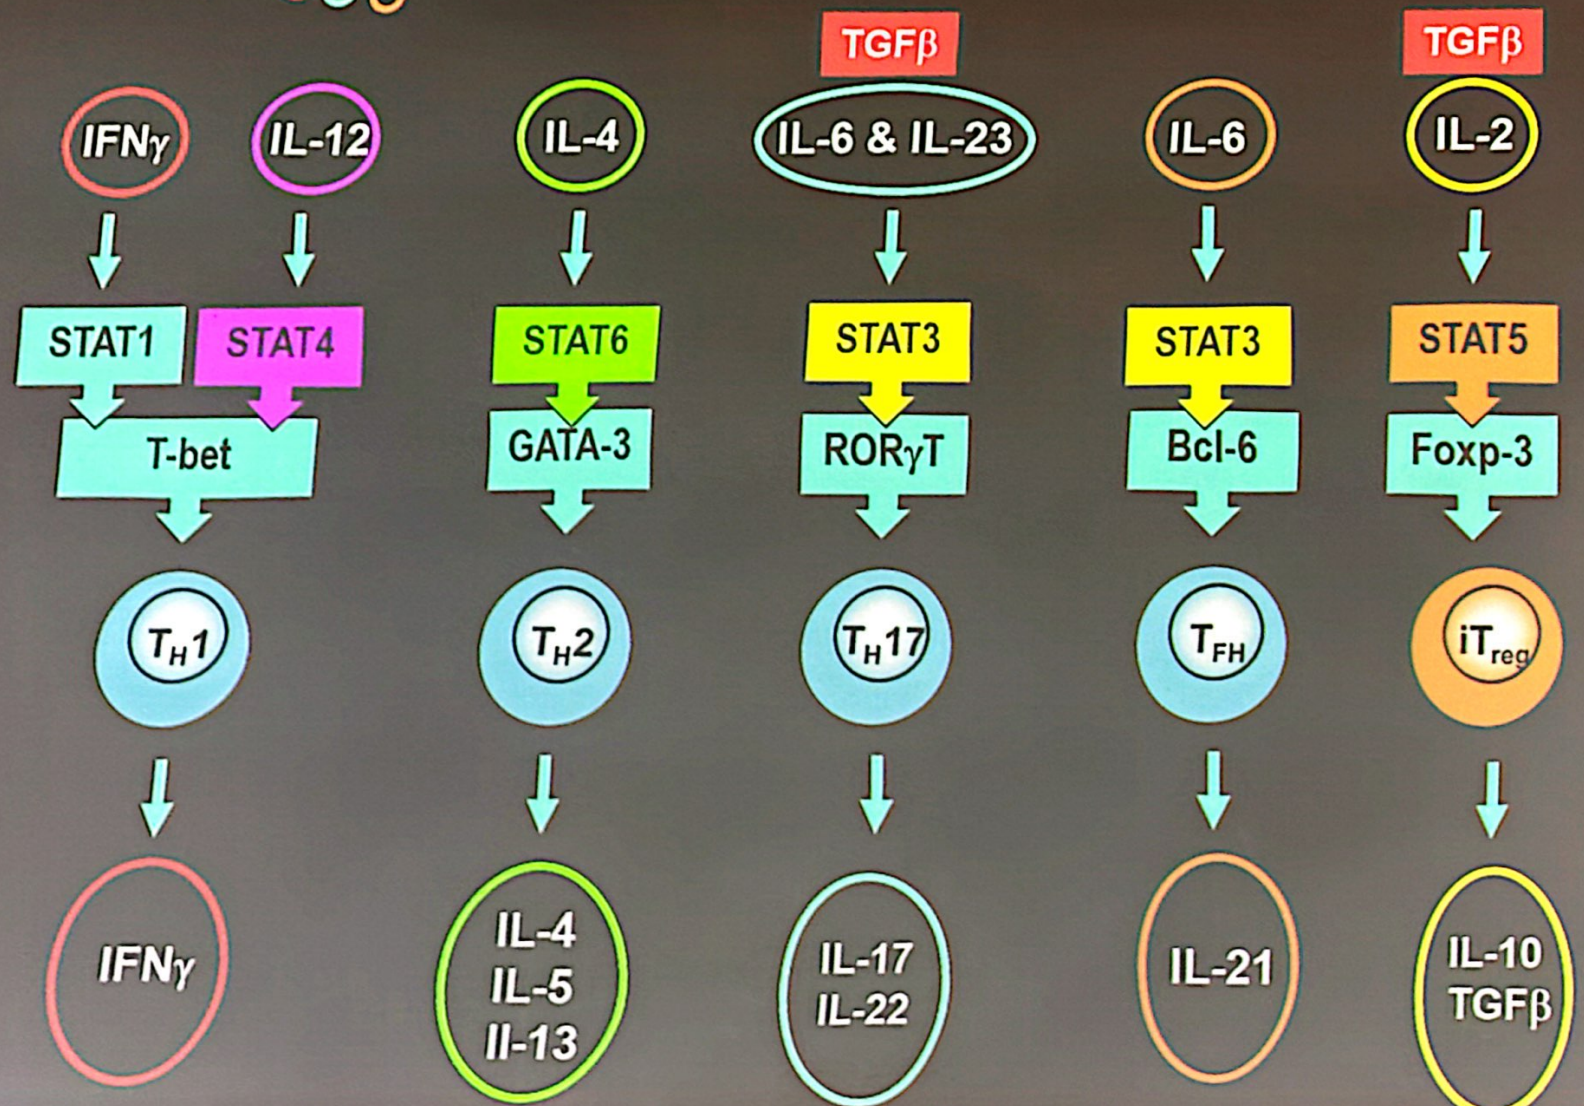 TGFβ
TGFβ
IFNγ
IL-12
IL-4
IL-6 & IL-23
IL-6
IL-2
STAT1
STAT4
STAT6
STAT3
STAT3
STAT5
T-bet
GATA-3
RORγT
Bcl-6
Foxp-3
TH1
TH2
TH17
TFH
iTreg
IFNγ
IL-4
IL-5
Il-13
IL-17
IL-22
IL-21
IL-10
TGFβ